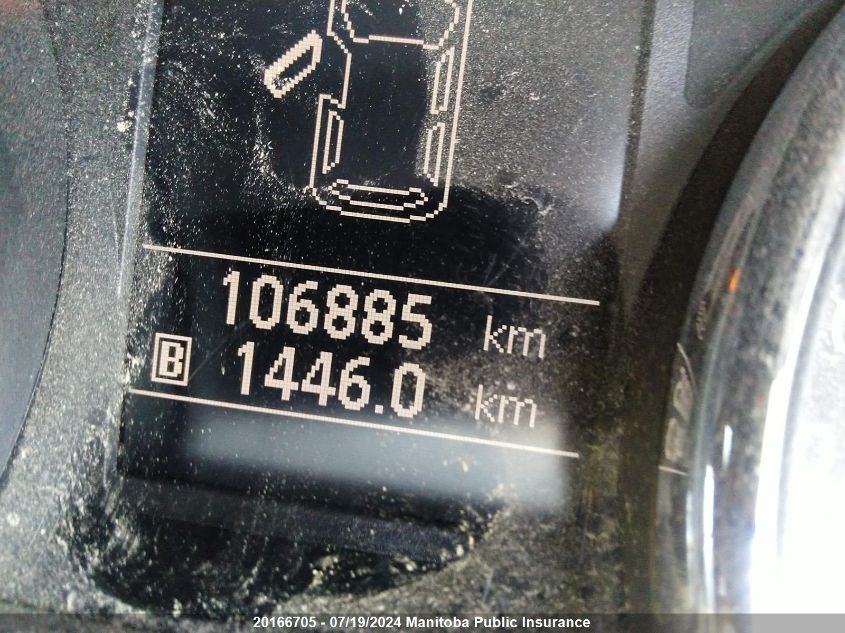 106885 km
B 1446.0 km
20166705 - 07/19/2024 Manitoba Public Insurance